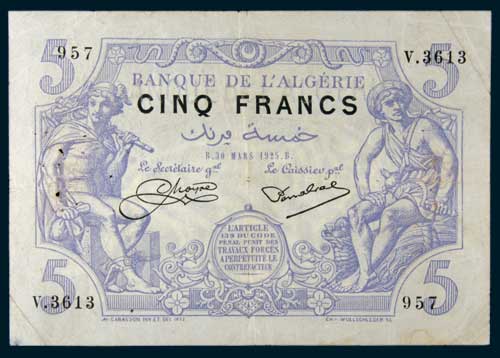 5 957 V.3613 5
BANQUE DE L'ALGÉRIE
CINQ FRANCS
خمسة فرنك
B. 30 MARS 1925. B.
Le Secrétaire gal Le Caissier pal
L'ARTICLE
139 DU CODE
PENAL PUNIT DES
TRAVAUX FORCÉS
A PERPÉTUITÉ LE
CONTREFACTEUR
5 V.3613 957 5